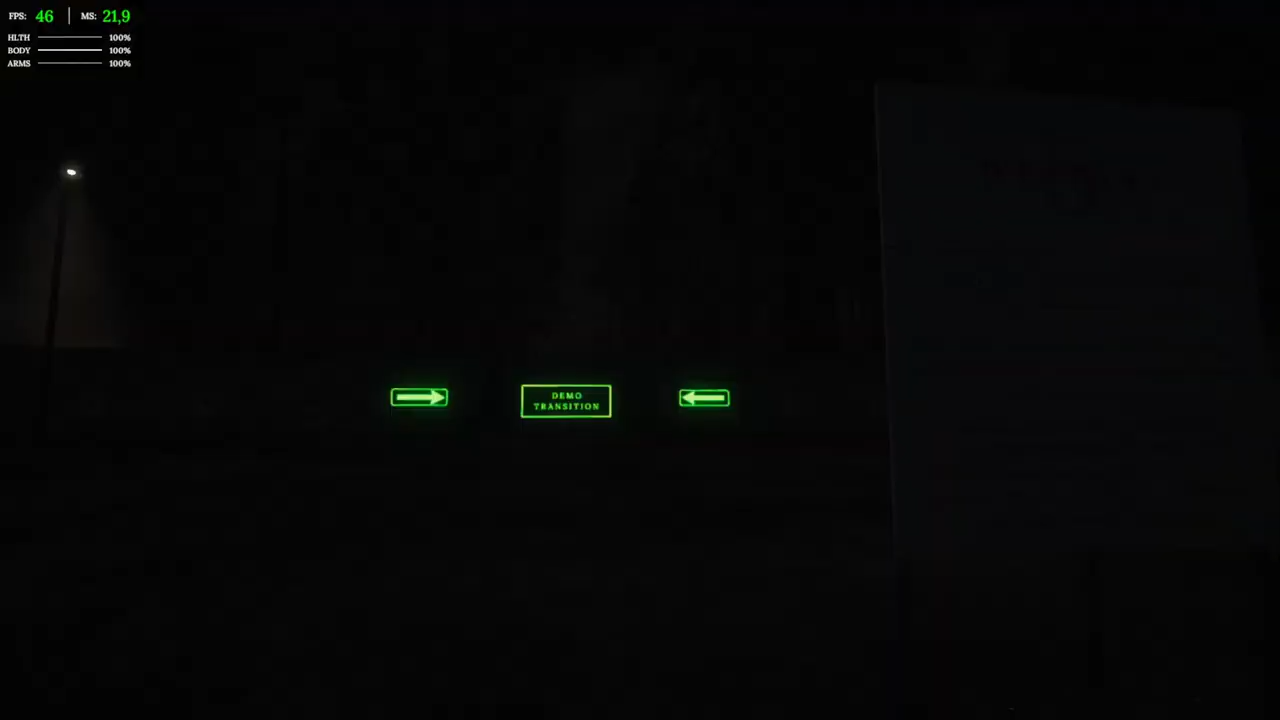 FPS: 46 | MS: 21,9
HLTH 100%
BODY 100%
ARMS 100%
DEMO
TRANSITION